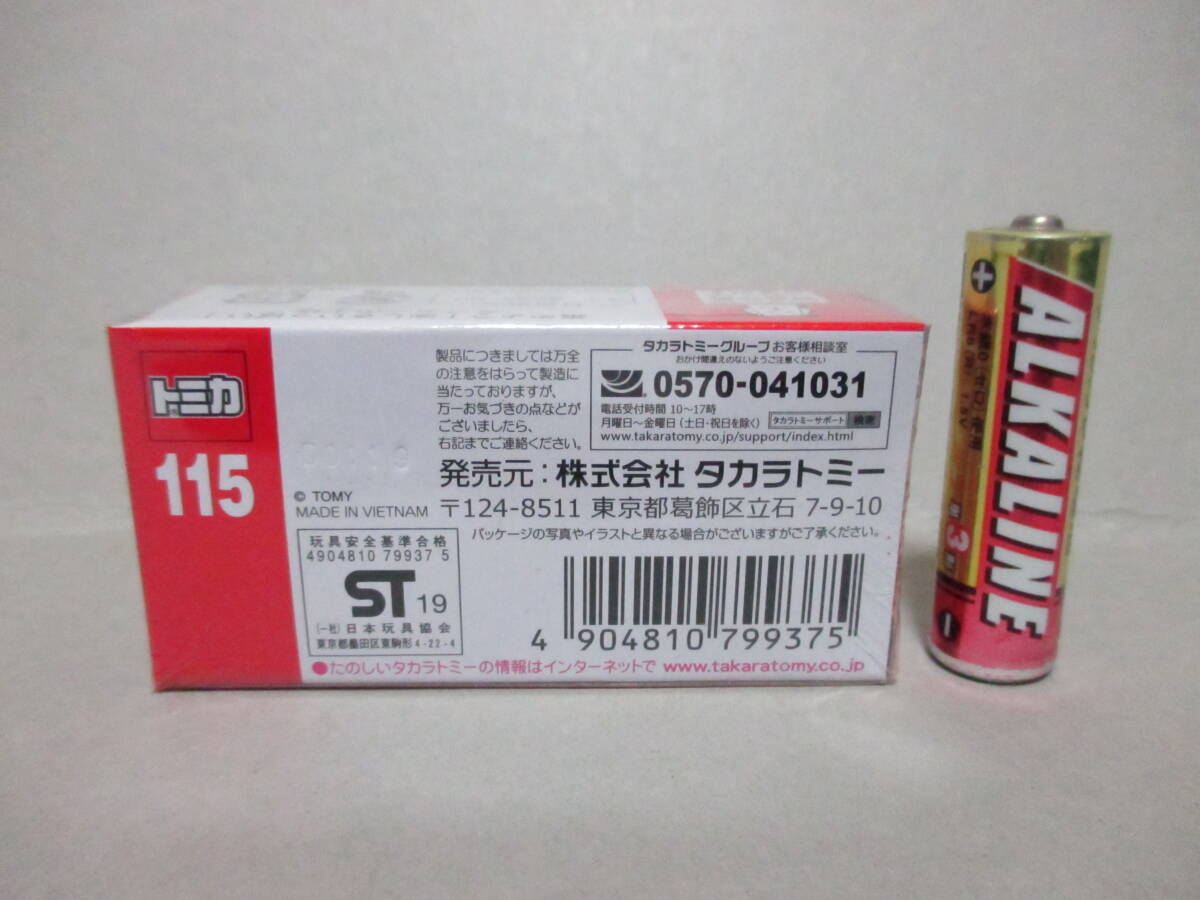 トミカ
115
製品につきましては万全
の注意をはらって製造に
当たっておりますが、
万一お気づきの点などが
ございましたら、
右記までご連絡ください。
タカラトミーグループ お客様相談室
おかけ間違えのないようご注意ください
0570-041031
電話受付時間 10〜17時
月曜日〜金曜日 (土日・祝日を除く)
タカラトミーサポート 検索
www.takaratomy.co.jp/support/index.html
© TOMY
MADE IN VIETNAM
発売元:株式会社 タカラトミー
〒124-8511 東京都葛飾区立石 7-9-10
パッケージの写真やイラストと異なる場合がございますがご了承ください。
玩具安全基準合格
4904810 79937 5
ST 19
(一社)日本玩具協会
東京都墨田区東駒形 4-22-4
4 904810 799375
●たのしいタカラトミーの情報はインターネットで www.takaratomy.co.jp
ALKALINE
+
−